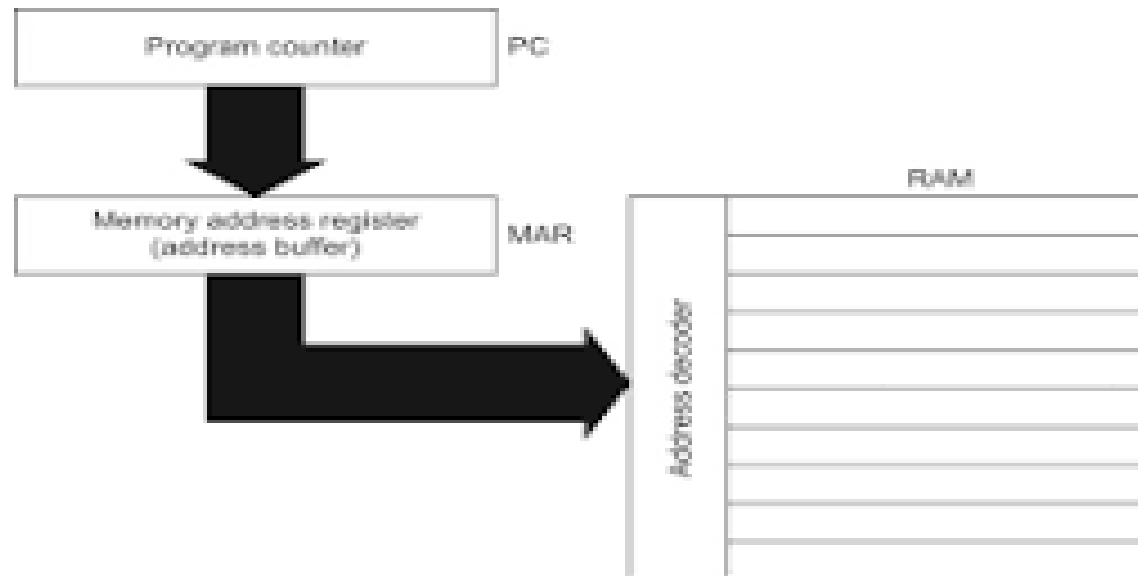 Program counter
PC
Memory address register
(address buffer)
MAR
RAM
Address decoder